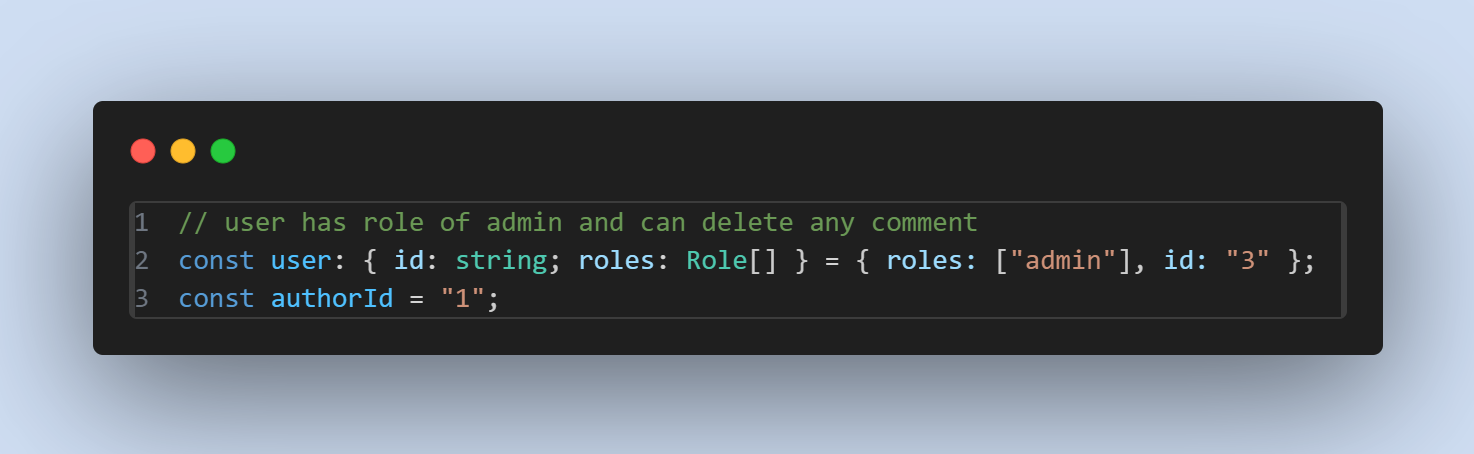 1 // user has role of admin and can delete any comment
2 const user: { id: string; roles: Role[] } = { roles: ["admin"], id: "3" };
3 const authorId = "1";